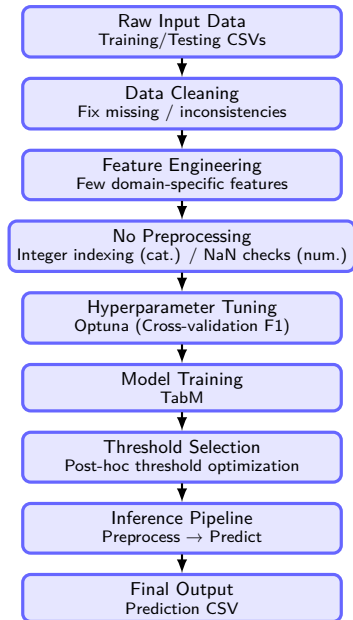 Raw Input Data
Training/Testing CSVs
Data Cleaning
Fix missing / inconsistencies
Feature Engineering
Few domain-specific features
No Preprocessing
Integer indexing (cat.) / NaN checks (num.)
Hyperparameter Tuning
Optuna (Cross-validation F1)
Model Training
TabM
Threshold Selection
Post-hoc threshold optimization
Inference Pipeline
Preprocess → Predict
Final Output
Prediction CSV